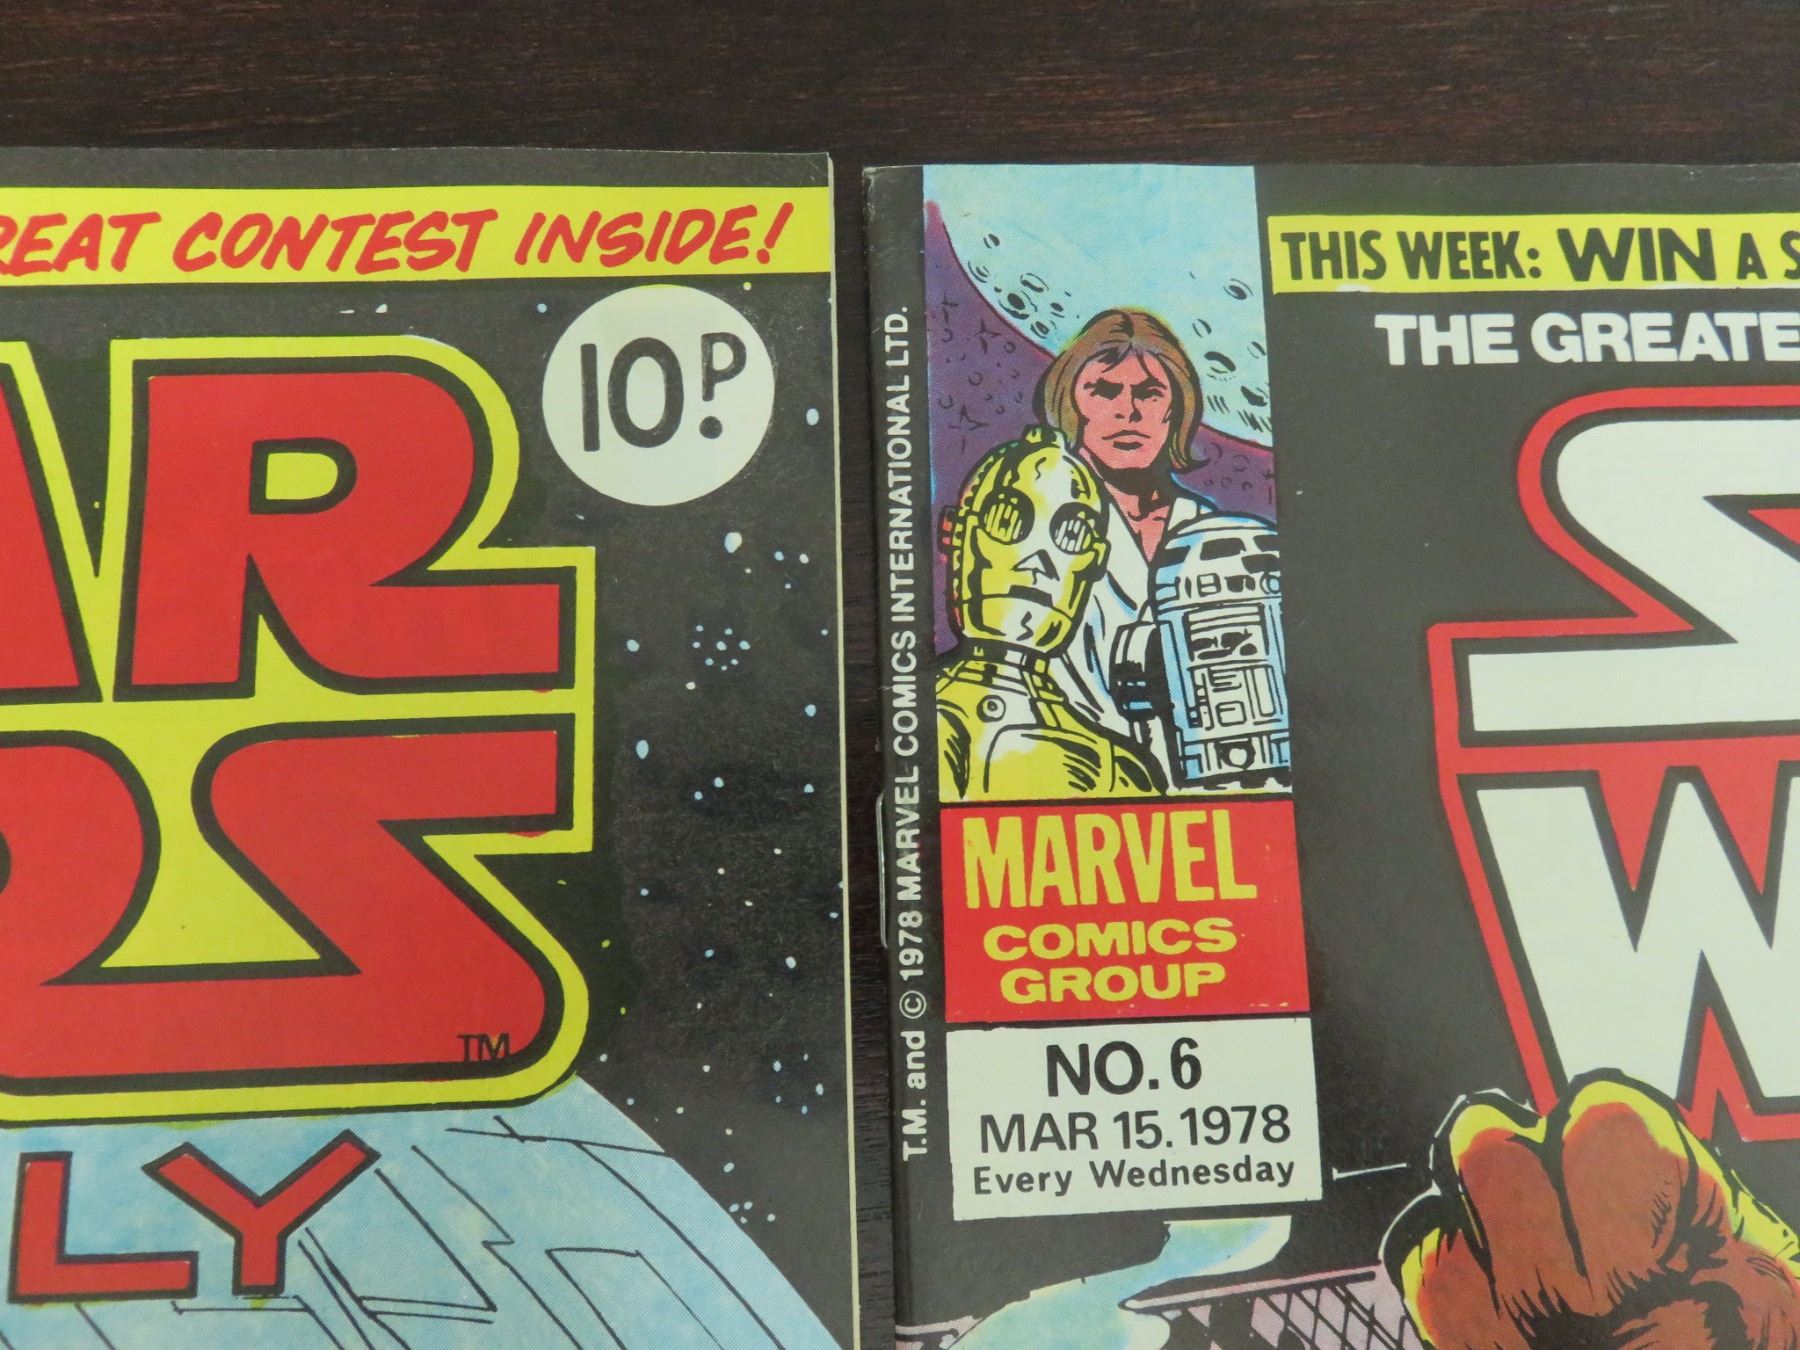 GREAT CONTEST INSIDE!
10P
AR
RS
TM
LY
T.M. and © 1978 MARVEL COMICS INTERNATIONAL LTD.
MARVEL
COMICS
GROUP
NO. 6
MAR 15. 1978
Every Wednesday
THIS WEEK: WIN A S
THE GREATE
S
W